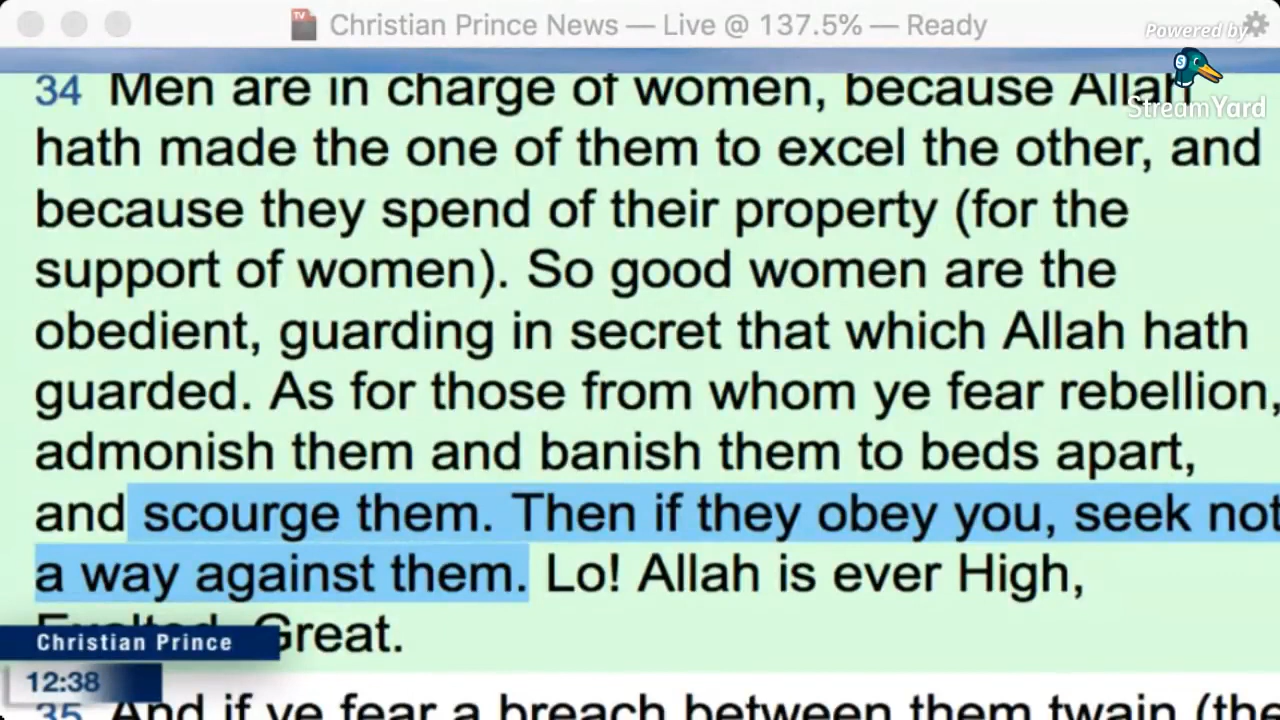 Christian Prince News — Live @ 137.5% — Ready
Powered by
StreamYard
34 Men are in charge of women, because Allah
hath made the one of them to excel the other, and
because they spend of their property (for the
support of women). So good women are the
obedient, guarding in secret that which Allah hath
guarded. As for those from whom ye fear rebellion,
admonish them and banish them to beds apart,
and scourge them. Then if they obey you, seek not
a way against them. Lo! Allah is ever High,
Exalted, Great.
Christian Prince
12:38
35 And if ye fear a breach between them twain (the